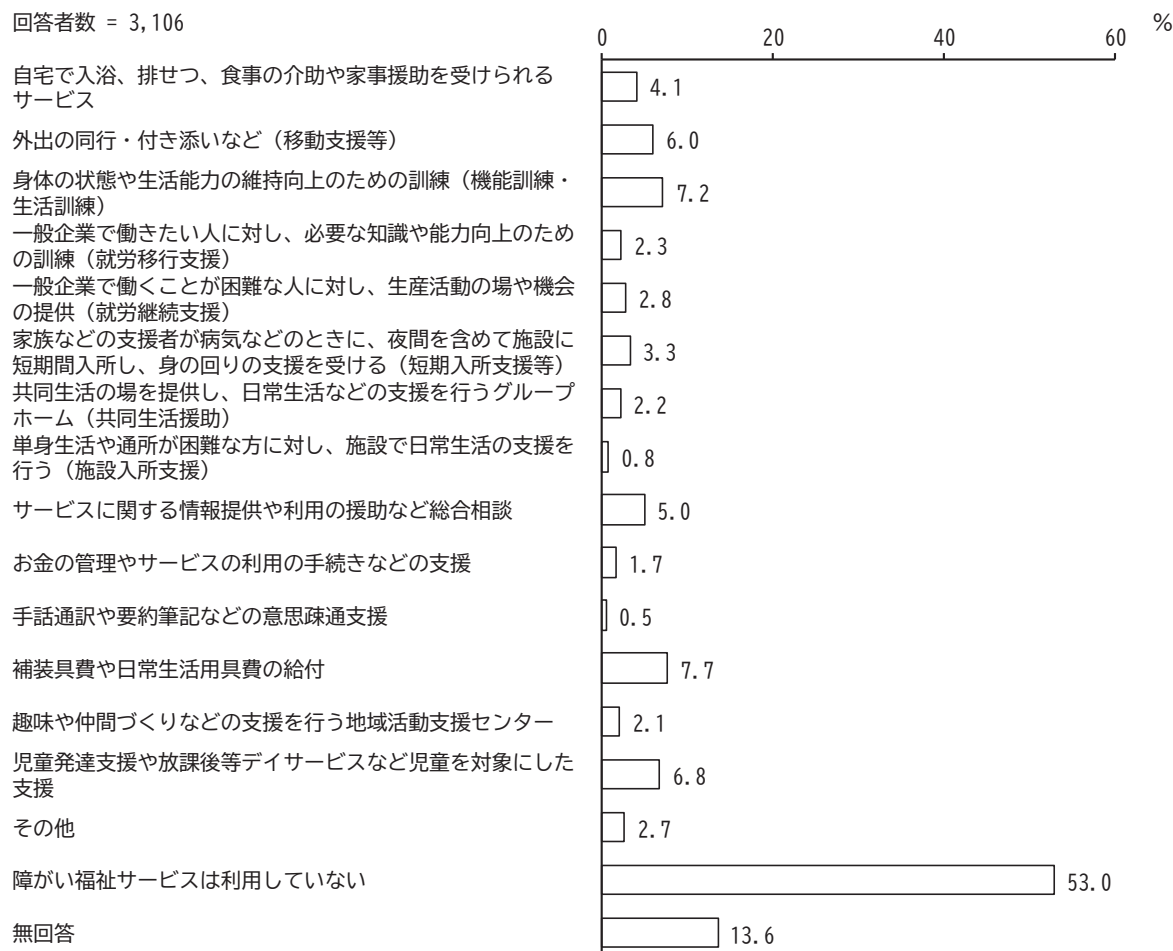 回答者数 = 3,106
%
0 20 40 60
自宅で入浴、排せつ、食事の介助や家事援助を受けられる
サービス
4.1
外出の同行・付き添いなど（移動支援等）
6.0
身体の状態や生活能力の維持向上のための訓練（機能訓練・
生活訓練）
7.2
一般企業で働きたい人に対し、必要な知識や能力向上のため
の訓練（就労移行支援）
2.3
一般企業で働くことが困難な人に対し、生産活動の場や機会
の提供（就労継続支援）
2.8
家族などの支援者が病気などのときに、夜間を含めて施設に
短期間入所し、身の回りの支援を受ける（短期入所支援等）
3.3
共同生活の場を提供し、日常生活などの支援を行うグループ
ホーム（共同生活援助）
2.2
単身生活や通所が困難な方に対し、施設で日常生活の支援を
行う（施設入所支援）
0.8
サービスに関する情報提供や利用の援助など総合相談
5.0
お金の管理やサービスの利用の手続きなどの支援
1.7
手話通訳や要約筆記などの意思疎通支援
0.5
補装具費や日常生活用具費の給付
7.7
趣味や仲間づくりなどの支援を行う地域活動支援センター
2.1
児童発達支援や放課後等デイサービスなど児童を対象にした
支援
6.8
その他
2.7
障がい福祉サービスは利用していない
53.0
無回答
13.6